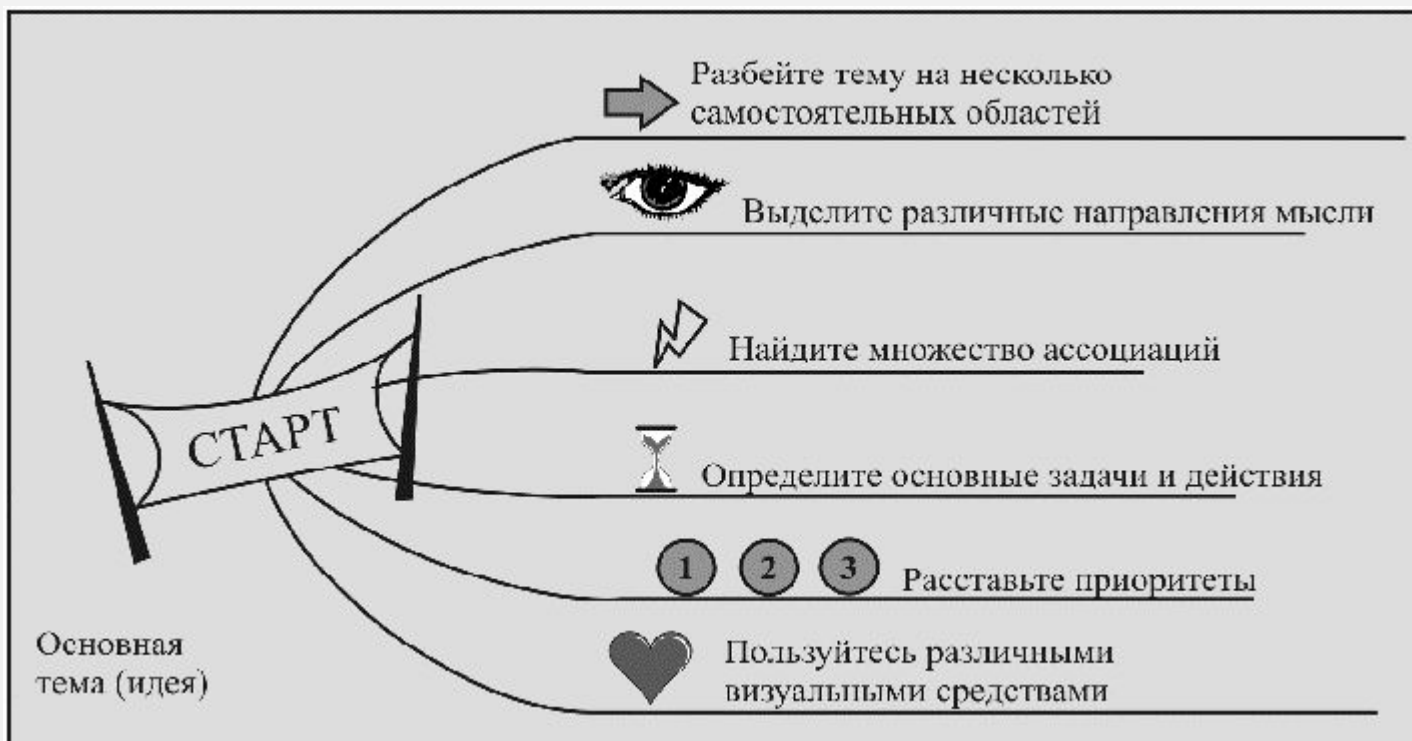 Разбейте тему на несколько
самостоятельных областей
Выделите различные направления мысли
Найдите множество ассоциаций
СТАРТ
Определите основные задачи и действия
1 2 3 Расставьте приоритеты
Основная
тема (идея)
Пользуйтесь различными
визуальными средствами